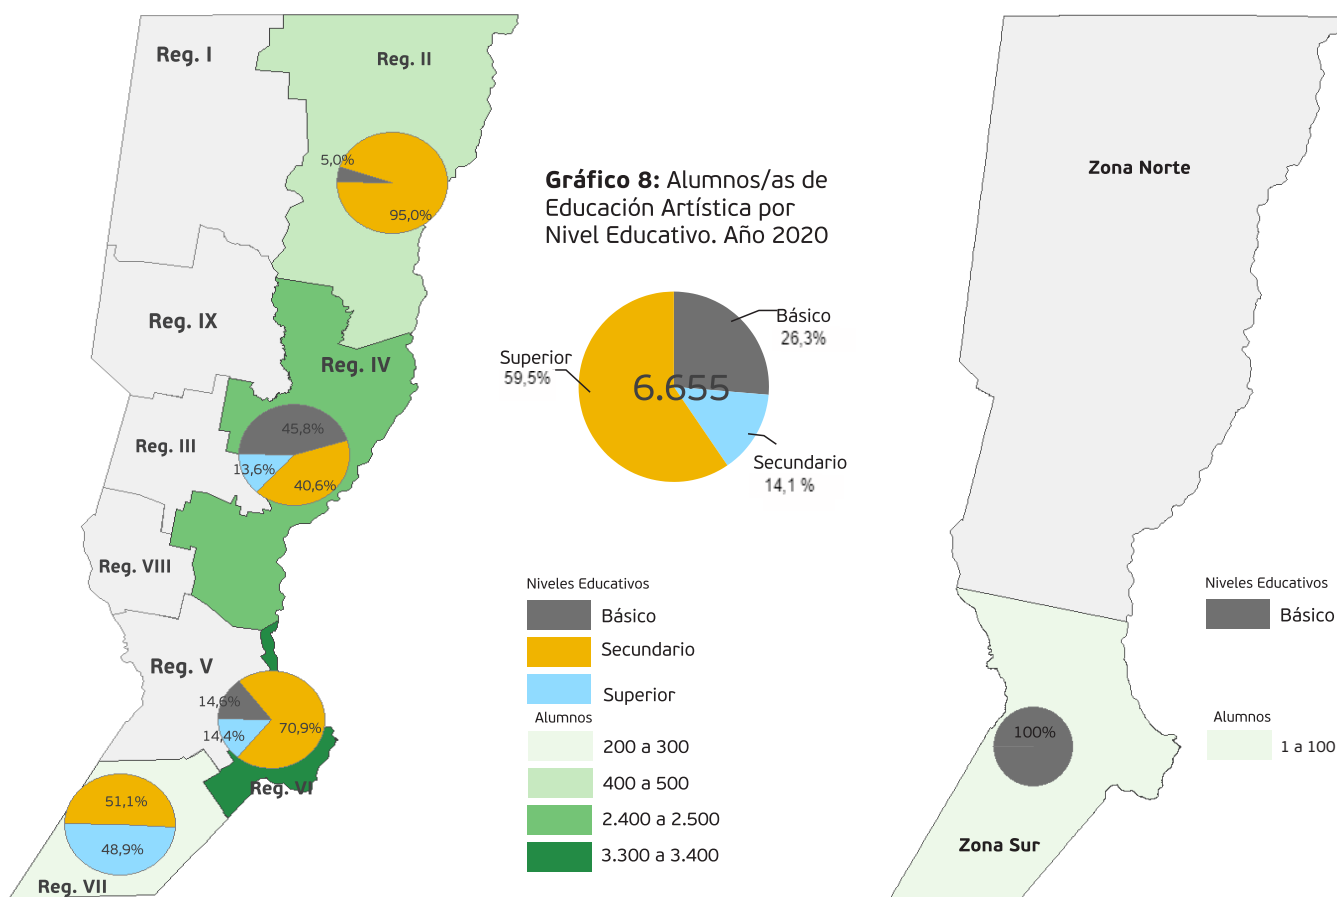 Reg. I
Reg. II
5,0%
95,0%
Reg. IX
Reg. IV
Reg. III
45,8%
13,6%
40,6%
Reg. VIII
Reg. V
14,6%
70,9%
14,4%
Reg. VI
51,1%
48,9%
Reg. VII
Gráfico 8: Alumnos/as de
Educación Artística por
Nivel Educativo. Año 2020
Básico
26,3%
Superior
59,5%
6.655
Secundario
14,1 %
Niveles Educativos
Básico
Secundario
Superior
Alumnos
200 a 300
400 a 500
2.400 a 2.500
3.300 a 3.400
Zona Norte
100%
Zona Sur
Niveles Educativos
Básico
Alumnos
1 a 100